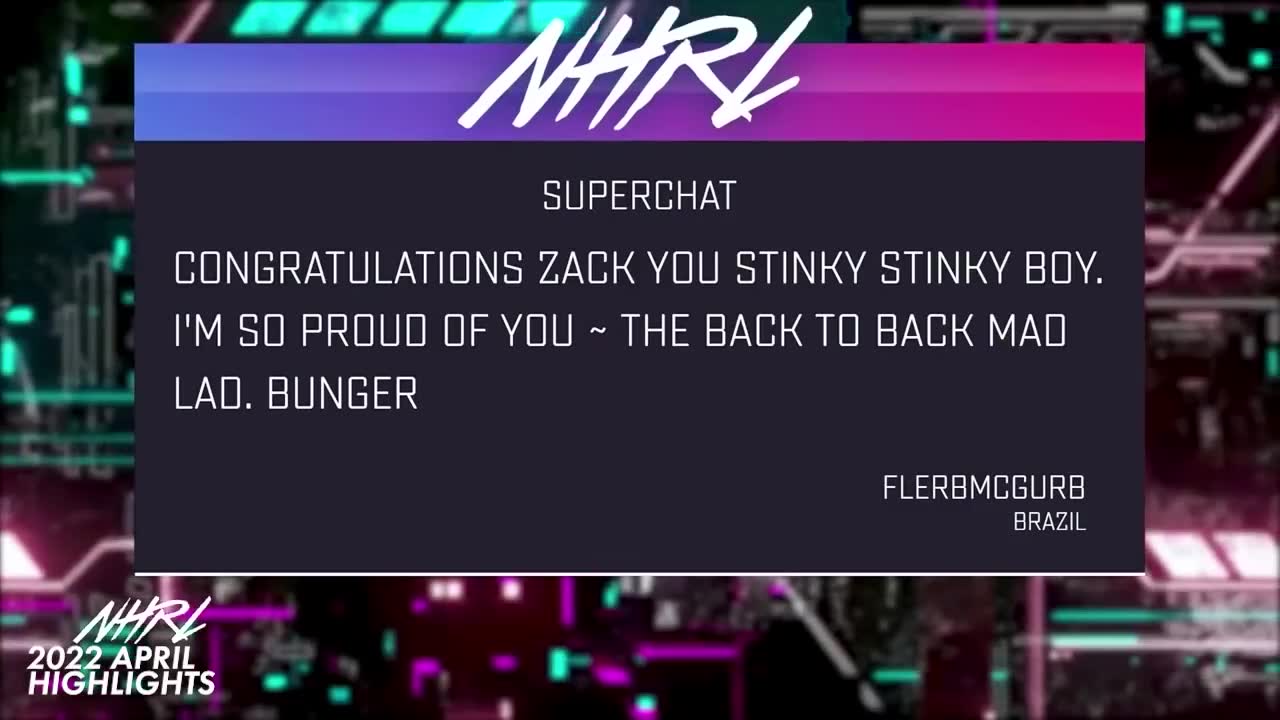 NHRL
SUPERCHAT
CONGRATULATIONS ZACK YOU STINKY STINKY BOY.
I'M SO PROUD OF YOU ~ THE BACK TO BACK MAD
LAD. BUNGER
FLERBMCGURB
BRAZIL
NHRL
2022 APRIL
HIGHLIGHTS